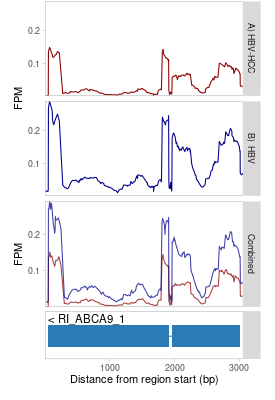 0.2
0.1
A) HBV-HCC
FPM
0.2
0.1
B) HBV
0.2
0.1
FPM
Combined
< RI_ABCA9_1
1000 2000 3000
Distance from region start (bp)